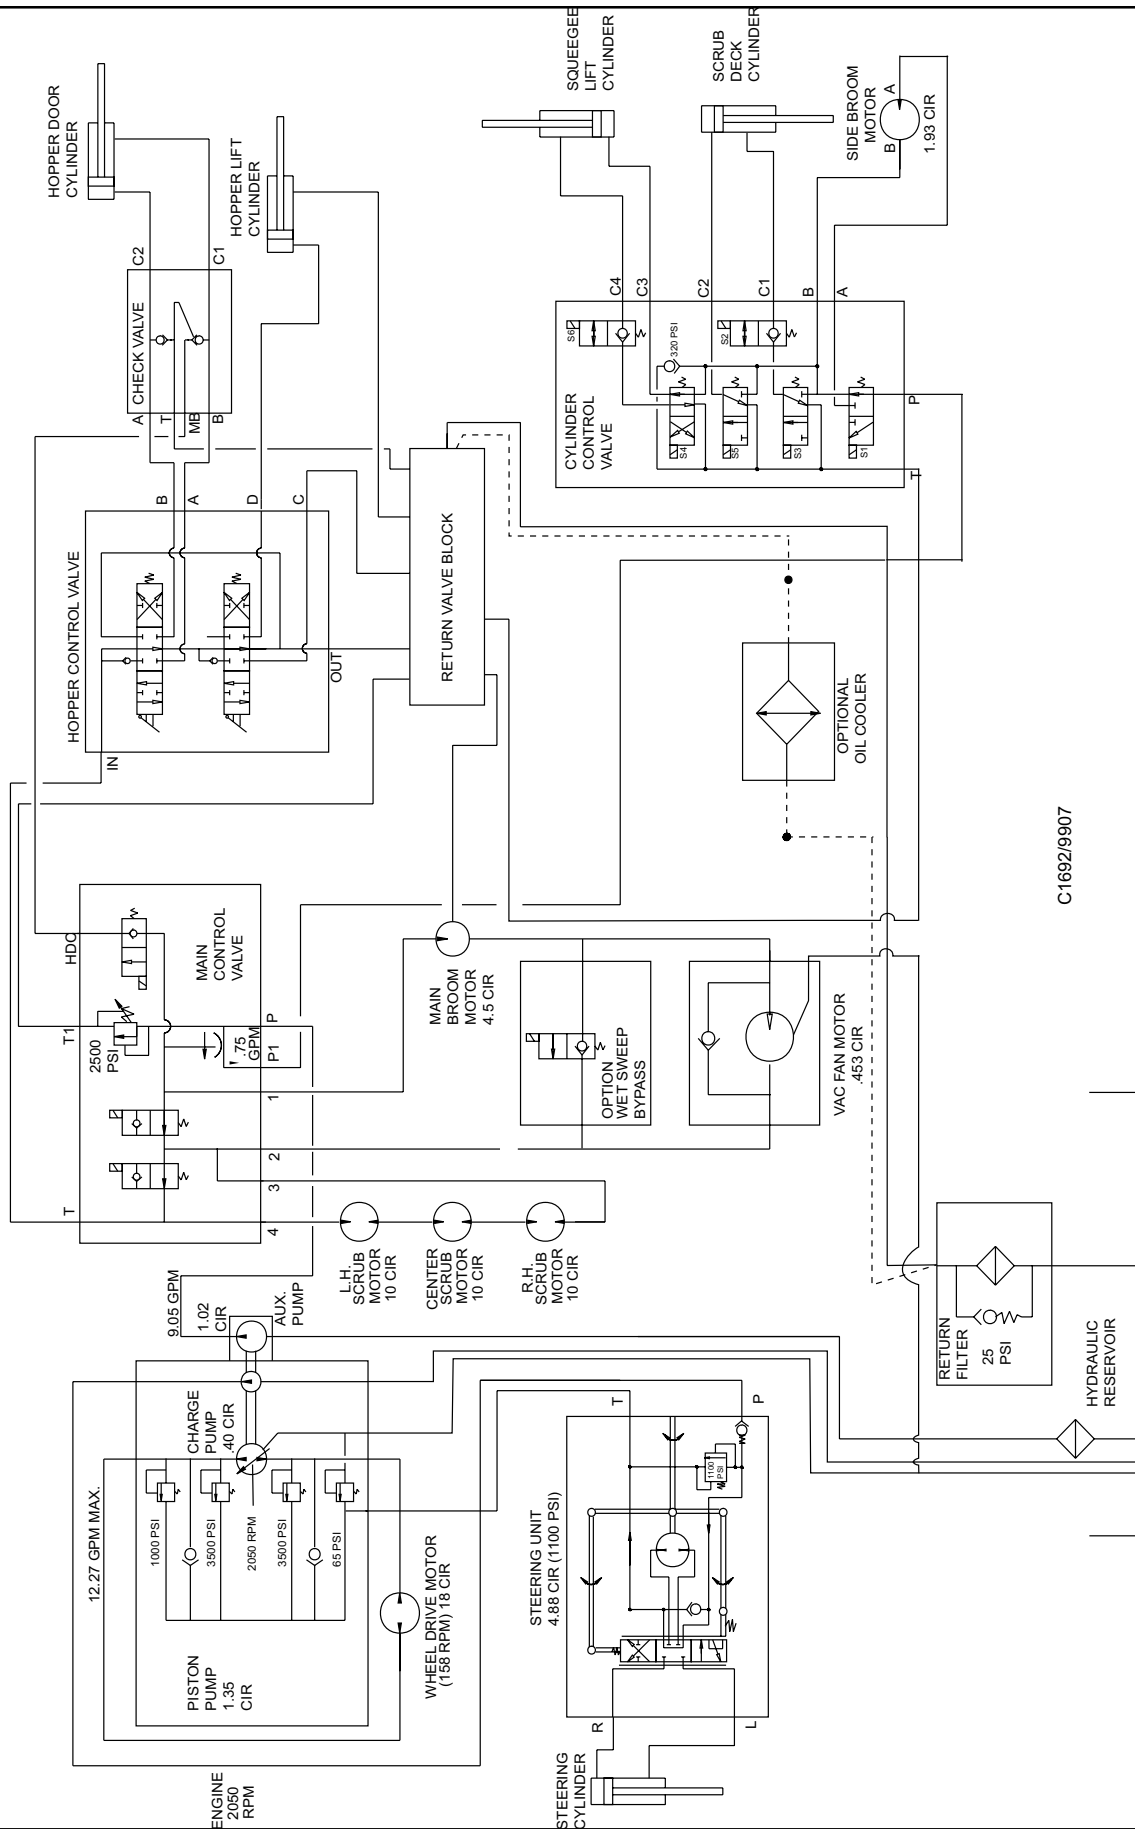 HOPPER DOOR
CYLINDER
HOPPER LIFT
CYLINDER
SQUEEGEE
LIFT
CYLINDER
SCRUB
DECK
CYLINDER
SIDE BROOM
MOTOR
B
A
1.93 CIR
CHECK VALVE
C2
C1
A
T
MB
B
HOPPER CONTROL VALVE
B
A
D
C
IN
OUT
RETURN VALVE BLOCK
CYLINDER
CONTROL
VALVE
C4
C3
C2
C1
B
A
P
T
S6
S2
320 PSI
S4
S5
S3
S1
OPTIONAL
OIL COOLER
C1692/9907
MAIN
CONTROL
VALVE
HDC
T1
T
2500
PSI
.75
GPM
P
P1
1
2
3
4
MAIN
BROOM
MOTOR
4.5 CIR
OPTION
WET SWEEP
BYPASS
VAC FAN MOTOR
.453 CIR
L.H.
SCRUB
MOTOR
10 CIR
CENTER
SCRUB
MOTOR
10 CIR
R.H.
SCRUB
MOTOR
10 CIR
9.05 GPM
1.02
CIR
AUX.
PUMP
RETURN
FILTER
25
PSI
HYDRAULIC
RESERVOIR
12.27 GPM MAX.
CHARGE
PUMP
.40 CIR
1000 PSI
3500 PSI
2050 RPM
3500 PSI
65 PSI
PISTON
PUMP
1.35
CIR
WHEEL DRIVE MOTOR
(158 RPM) 18 CIR
ENGINE
2050
RPM
STEERING UNIT
4.88 CIR (1100 PSI)
T
P
1100
PSI
R
L
STEERING
CYLINDER